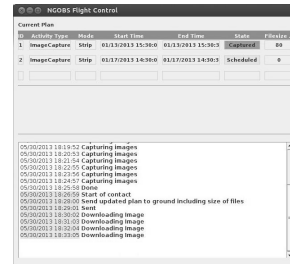 NGOBS Flight Control
Current Plan
ID Activity Type Mode Start Time End Time State Filesize
1 ImageCapture Strip 01/13/2013 15:30:0 01/13/2013 15:30:3 Captured 80
2 ImageCapture Strip 01/17/2013 14:30:0 01/17/2013 14:30:3 Scheduled 0
05/30/2013 18:19:52 Capturing images
05/30/2013 18:20:53 Capturing images
05/30/2013 18:21:54 Capturing images
05/30/2013 18:22:55 Capturing images
05/30/2013 18:23:56 Capturing images
05/30/2013 18:24:57 Capturing images
05/30/2013 18:25:58 Done
05/30/2013 18:26:59 Start of contact
05/30/2013 18:28:00 Send updated plan to ground including size of files
05/30/2013 18:29:01 Sent
05/30/2013 18:30:02 Downloading Image
05/30/2013 18:31:03 Downloading Image
05/30/2013 18:32:04 Downloading Image
05/30/2013 18:33:05 Downloading Image